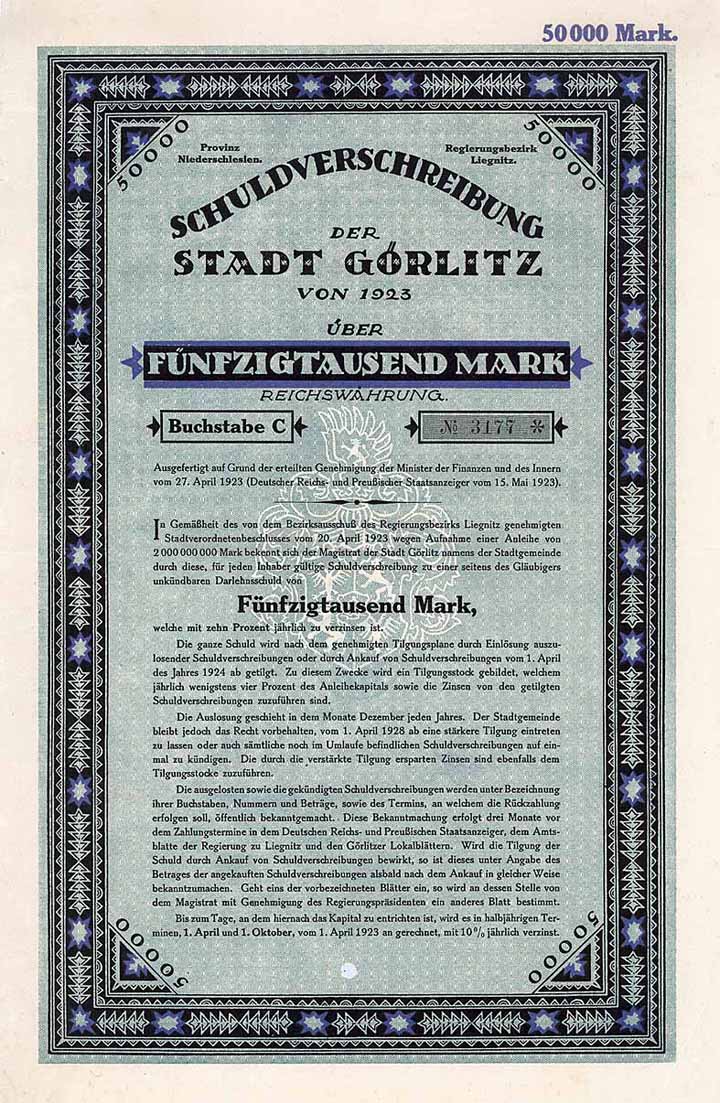 50000 Mark.
50000
50000
Provinz
Niederschlesien.
Regierungsbezirk
Liegnitz.
SCHULDVERSCHREIBUNG
DER
STADT GÖRLITZ
VON 1923
ÜBER
FÜNFZIGTAUSEND MARK
REICHSWÄHRUNG.
Buchstabe C
№ 3177 *
Ausgefertigt auf Grund der erteilten Genehmigung der Minister der Finanzen und des Innern
vom 27. April 1923 (Deutscher Reichs- und Preußischer Staatsanzeiger vom 15. Mai 1923).
In Gemäßheit des von dem Bezirksausschuß des Regierungsbezirks Liegnitz genehmigten
Stadtverordnetenbeschlusses vom 20. April 1923 wegen Aufnahme einer Anleihe von
2 000 000 000 Mark bekennt sich der Magistrat der Stadt Görlitz namens der Stadtgemeinde
durch diese, für jeden Inhaber gültige Schuldverschreibung zu einer seitens des Gläubigers
unkündbaren Darlehnsschuld von
Fünfzigtausend Mark,
welche mit zehn Prozent jährlich zu verzinsen ist.
Die ganze Schuld wird nach dem genehmigten Tilgungsplane durch Einlösung auszu-
losender Schuldverschreibungen oder durch Ankauf von Schuldverschreibungen vom 1. April
des Jahres 1924 ab getilgt. Zu diesem Zwecke wird ein Tilgungsstock gebildet, welchem
jährlich wenigstens vier Prozent des Anleihekapitals sowie die Zinsen von den getilgten
Schuldverschreibungen zuzuführen sind.
Die Auslosung geschieht in dem Monate Dezember jeden Jahres. Der Stadtgemeinde
bleibt jedoch das Recht vorbehalten, vom 1. April 1928 ab eine stärkere Tilgung eintreten
zu lassen oder auch sämtliche noch im Umlaufe befindlichen Schuldverschreibungen auf ein-
mal zu kündigen. Die durch die verstärkte Tilgung ersparten Zinsen sind ebenfalls dem
Tilgungsstocke zuzuführen.
Die ausgelosten sowie die gekündigten Schuldverschreibungen werden unter Bezeichnung
ihrer Buchstaben, Nummern und Beträge, sowie des Termins, an welchem die Rückzahlung
erfolgen soll, öffentlich bekanntgemacht. Diese Bekanntmachung erfolgt drei Monate vor
dem Zahlungstermine in dem Deutschen Reichs- und Preußischen Staatsanzeiger, dem Amts-
blatte der Regierung zu Liegnitz und den Görlitzer Lokalblättern. Wird die Tilgung der
Schuld durch Ankauf von Schuldverschreibungen bewirkt, so ist dieses unter Angabe des
Betrages der angekauften Schuldverschreibungen alsbald nach dem Ankauf in gleicher Weise
bekanntzumachen. Geht eins der vorbezeichneten Blätter ein, so wird an dessen Stelle von
dem Magistrat mit Genehmigung des Regierungspräsidenten ein anderes Blatt bestimmt.
Bis zum Tage, an dem hiernach das Kapital zu entrichten ist, wird es in halbjährigen Ter-
minen, 1. April und 1. Oktober, vom 1. April 1923 an gerechnet, mit 10% jährlich verzinst.
50000
50000